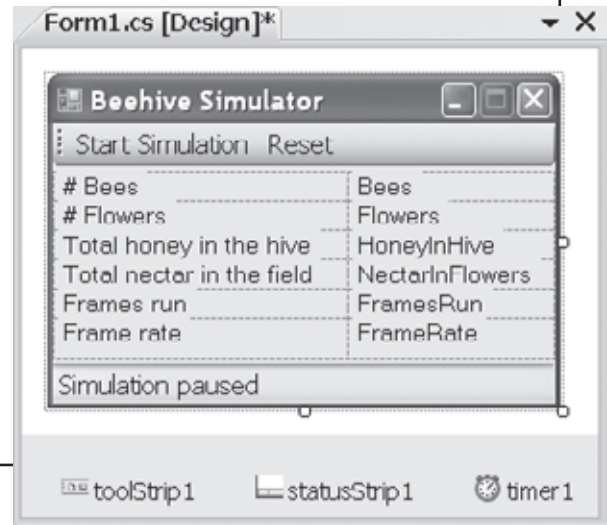 Form1.cs [Design]*
Beehive Simulator
Start Simulation Reset
# Bees Bees
# Flowers Flowers
Total honey in the hive HoneyInHive
Total nectar in the field NectarInFlowers
Frames run FramesRun
Frame rate FrameRate
Simulation paused
toolStrip1 statusStrip1 timer1